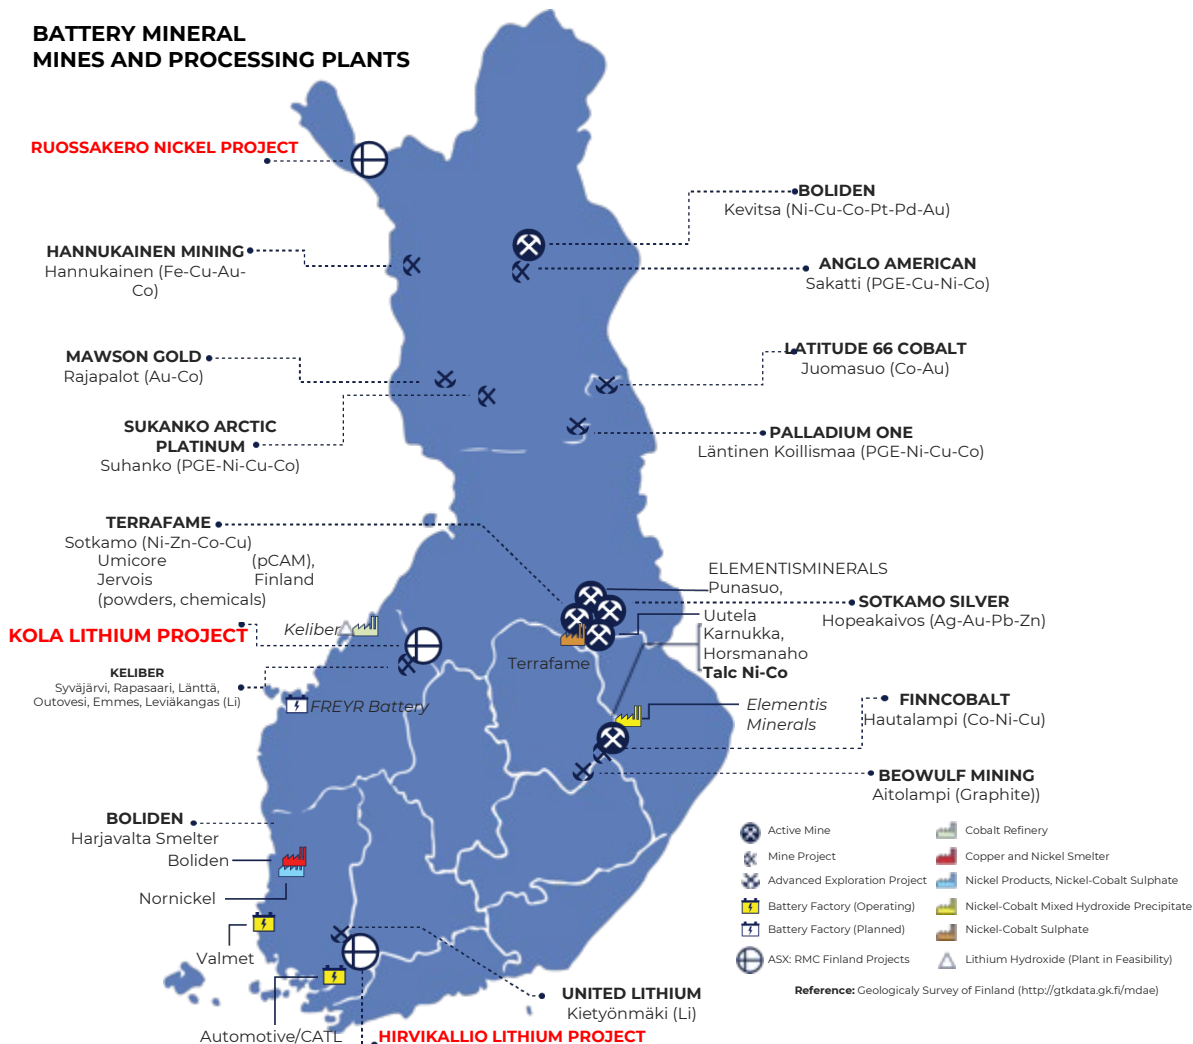 BATTERY MINERAL
MINES AND PROCESSING PLANTS
RUOSSAKERO NICKEL PROJECT
BOLIDEN
Kevitsa (Ni-Cu-Co-Pt-Pd-Au)
HANNUKAINEN MINING
Hannukainen (Fe-Cu-Au-
Co)
ANGLO AMERICAN
Sakatti (PGE-Cu-Ni-Co)
MAWSON GOLD
Rajapalot (Au-Co)
LATITUDE 66 COBALT
Juomasuo (Co-Au)
SUKANKO ARCTIC
PLATINUM
Suhanko (PGE-Ni-Cu-Co)
PALLADIUM ONE
Läntinen Koillismaa (PGE-Ni-Cu-Co)
TERRAFAME
Sotkamo (Ni-Zn-Co-Cu)
Umicore (pCAM),
Jervois Finland
(powders, chemicals)
ELEMENTISMINERALS
Punasuo,
SOTKAMO SILVER
Hopeakaivos (Ag-Au-Pb-Zn)
Uutela
Karnukka,
Horsmanaho
Talc Ni-Co
KOLA LITHIUM PROJECT
Keliber
Terrafame
KELIBER
Syväjärvi, Rapasaari, Länttä,
Outovesi, Emmes, Leviäkangas (Li)
FREYR Battery
Elementis
Minerals
FINNCOBALT
Hautalampi (Co-Ni-Cu)
BEOWULF MINING
Aitolampi (Graphite))
BOLIDEN
Harjavalta Smelter
Boliden
Nornickel
Valmet
Automotive/CATL
UNITED LITHIUM
Kietyönmäki (Li)
HIRVIKALLIO LITHIUM PROJECT
Active Mine
Mine Project
Advanced Exploration Project
Battery Factory (Operating)
Battery Factory (Planned)
ASX: RMC Finland Projects
Cobalt Refinery
Copper and Nickel Smelter
Nickel Products, Nickel-Cobalt Sulphate
Nickel-Cobalt Mixed Hydroxide Precipitate
Nickel-Cobalt Sulphate
Lithium Hydroxide (Plant in Feasibility)
Reference: Geologicaly Survey of Finland (http://gtkdata.gk.fi/mdae)